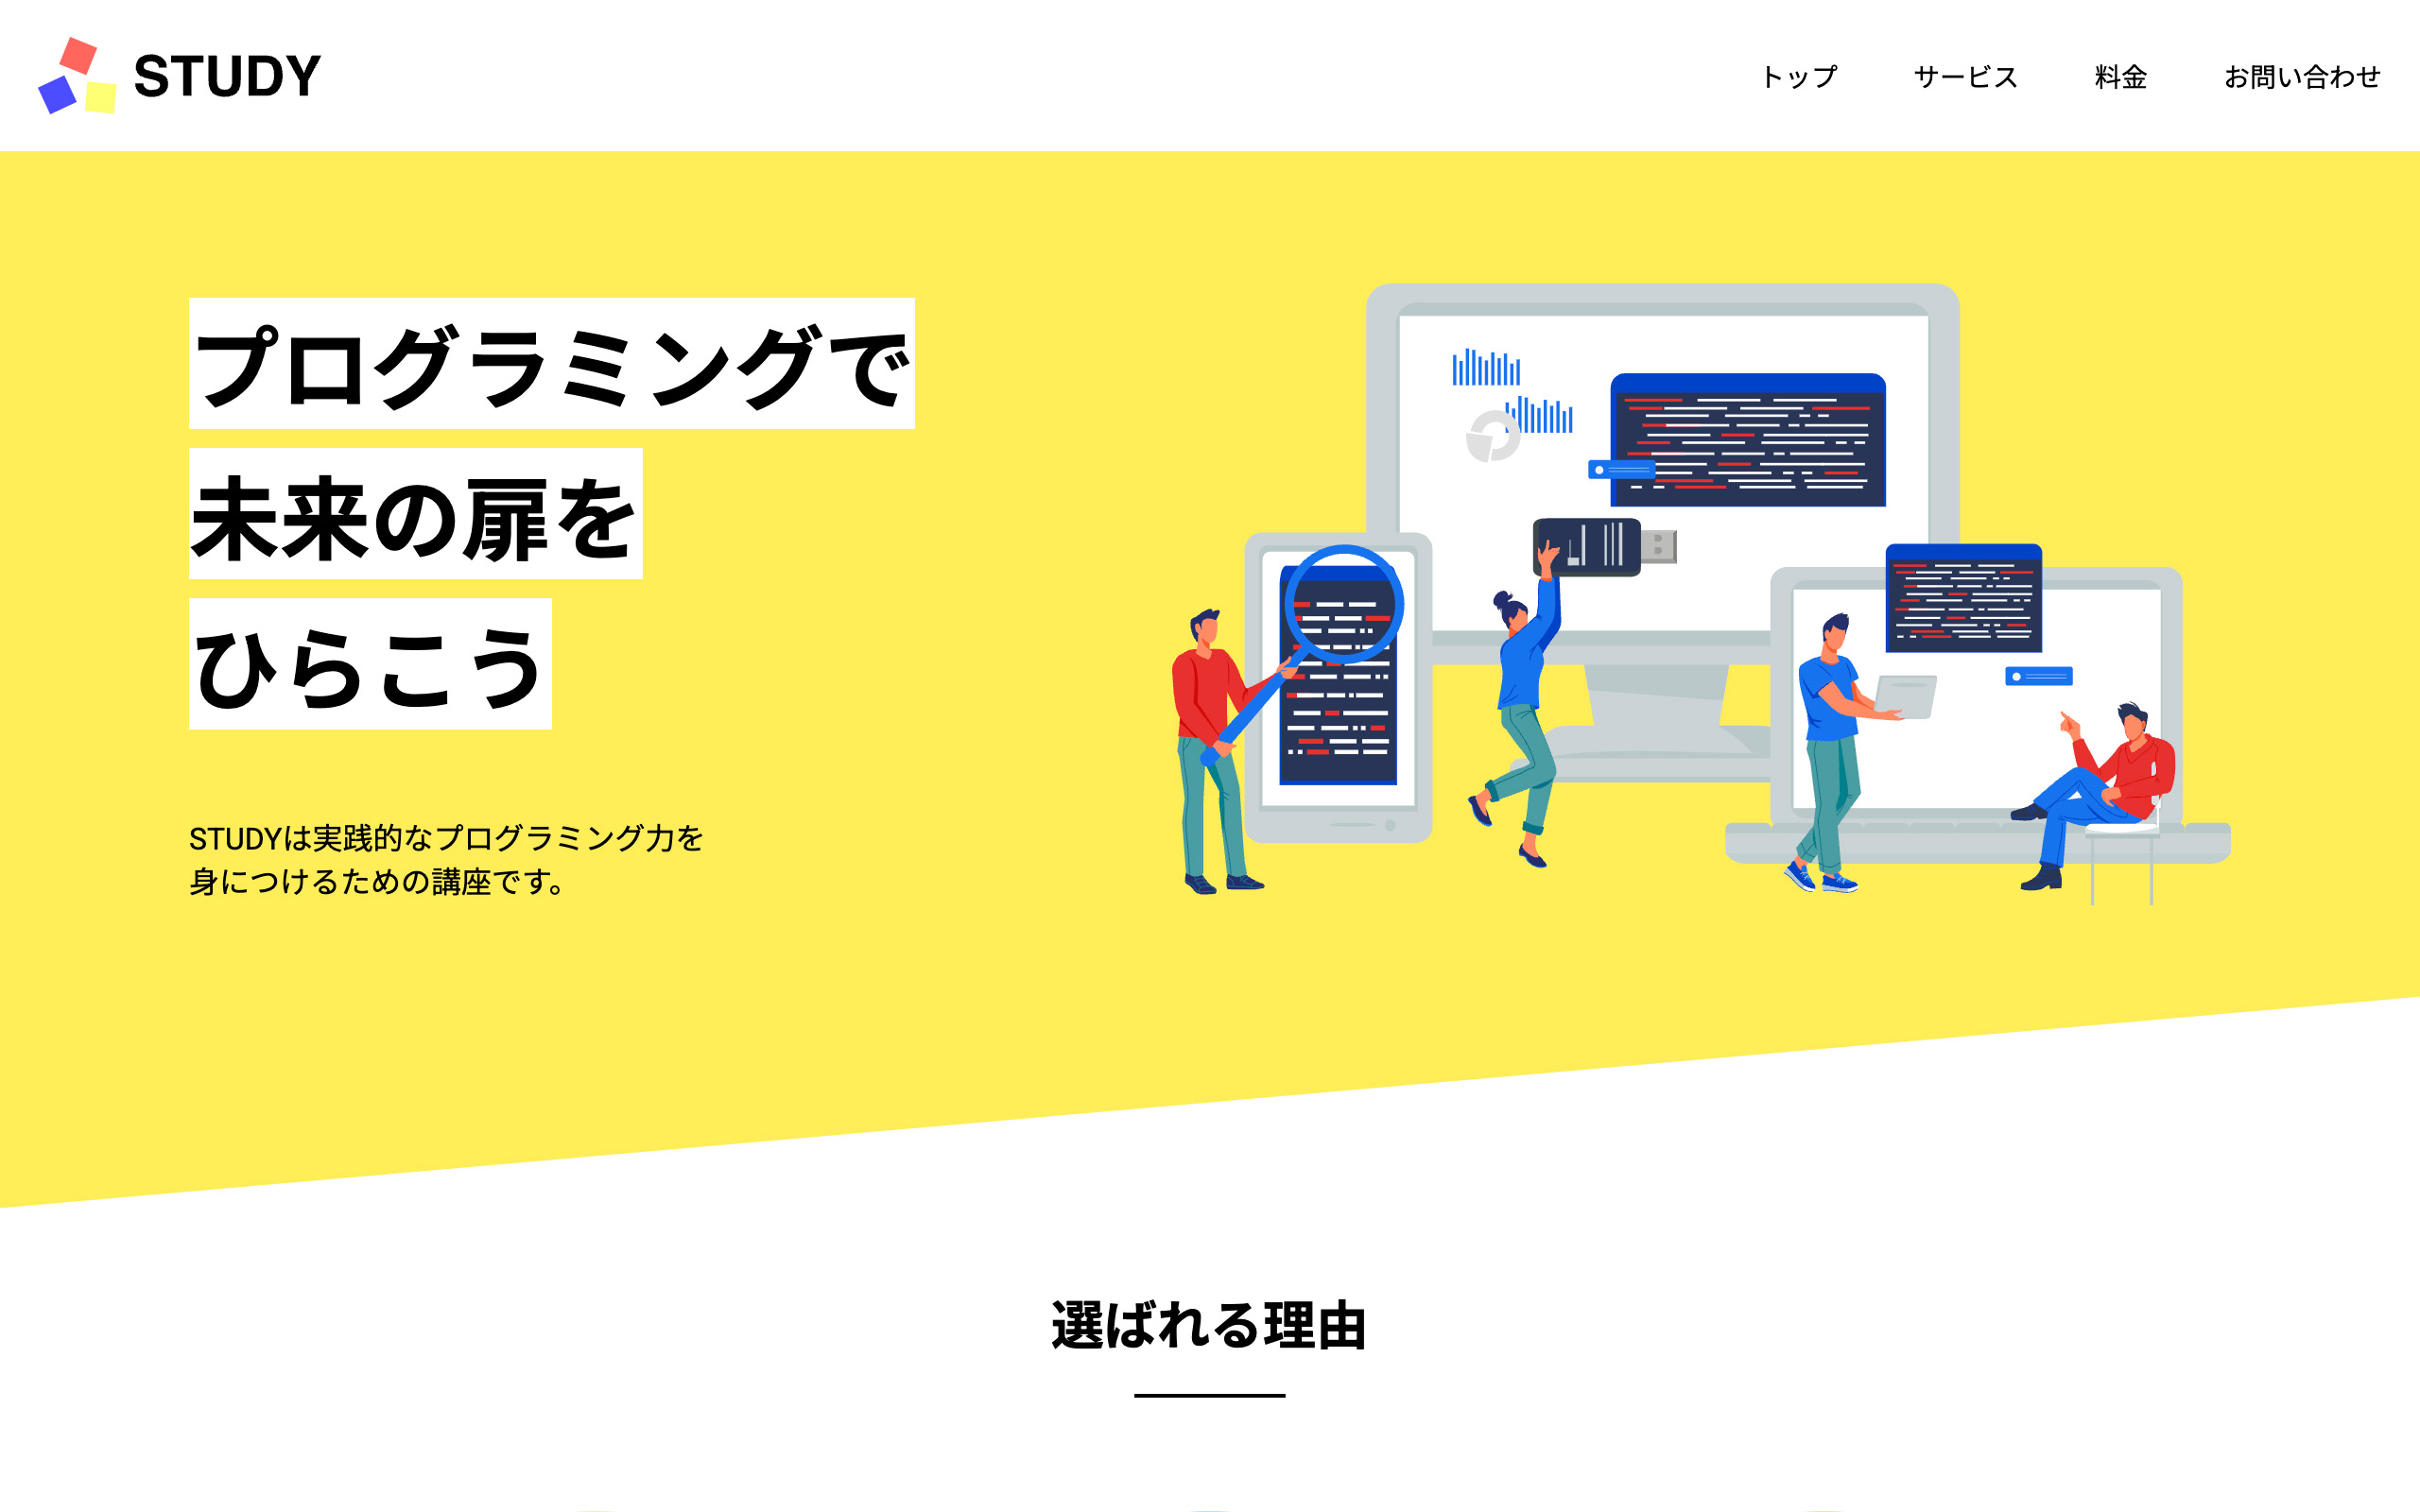 STUDY
トップ
サービス
料金
お問い合わせ
プログラミングで
未来の扉を
ひらこう
STUDYは実践的なプログラミング力を
身につけるための講座です。
選ばれる理由